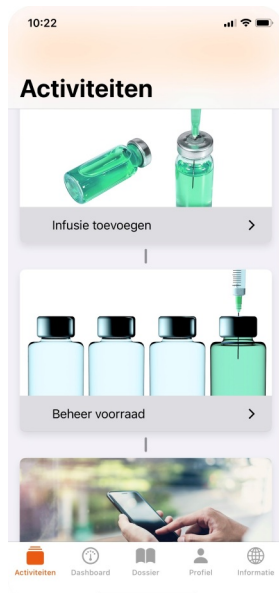 10:22
Activiteiten
Infusie toevoegen
Beheer voorraad
Activiteiten Dashboard Dossier Profiel Informatie